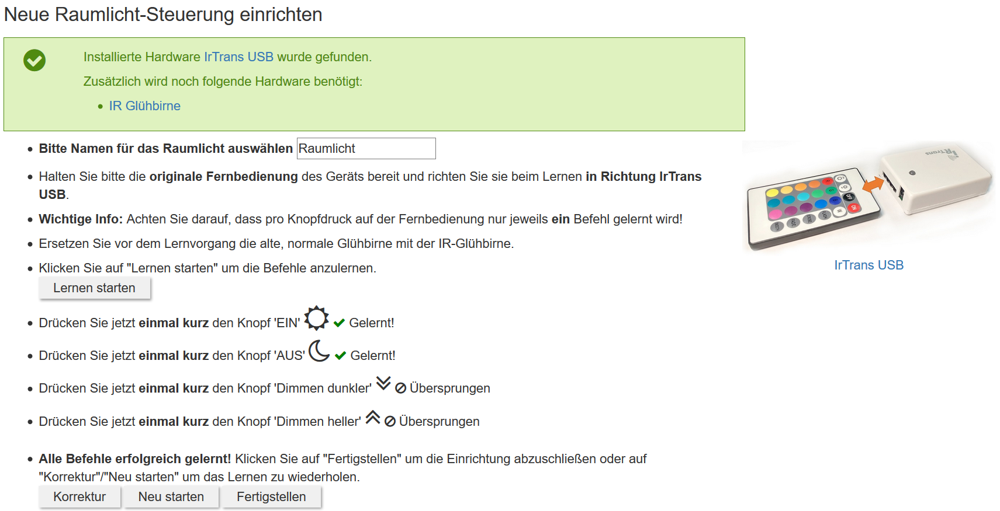 Neue Raumlicht-Steuerung einrichten
Installierte Hardware IrTrans USB wurde gefunden.
Zusätzlich wird noch folgende Hardware benötigt:
IR Glühbirne
Bitte Namen für das Raumlicht auswählen Raumlicht
Halten Sie bitte die originale Fernbedienung des Geräts bereit und richten Sie sie beim Lernen in Richtung IrTrans
USB.
Wichtige Info: Achten Sie darauf, dass pro Knopfdruck auf der Fernbedienung nur jeweils ein Befehl gelernt wird!
Ersetzen Sie vor dem Lernvorgang die alte, normale Glühbirne mit der IR-Glühbirne.
Klicken Sie auf "Lernen starten" um die Befehle anzulernen.
Lernen starten
Drücken Sie jetzt einmal kurz den Knopf 'EIN' Gelernt!
Drücken Sie jetzt einmal kurz den Knopf 'AUS' Gelernt!
Drücken Sie jetzt einmal kurz den Knopf 'Dimmen dunkler' Übersprungen
Drücken Sie jetzt einmal kurz den Knopf 'Dimmen heller' Übersprungen
Alle Befehle erfolgreich gelernt! Klicken Sie auf "Fertigstellen" um die Einrichtung abzuschließen oder auf
"Korrektur"/"Neu starten" um das Lernen zu wiederholen.
Korrektur Neu starten Fertigstellen
IRTrans
OFF
ON
W
IrTrans USB